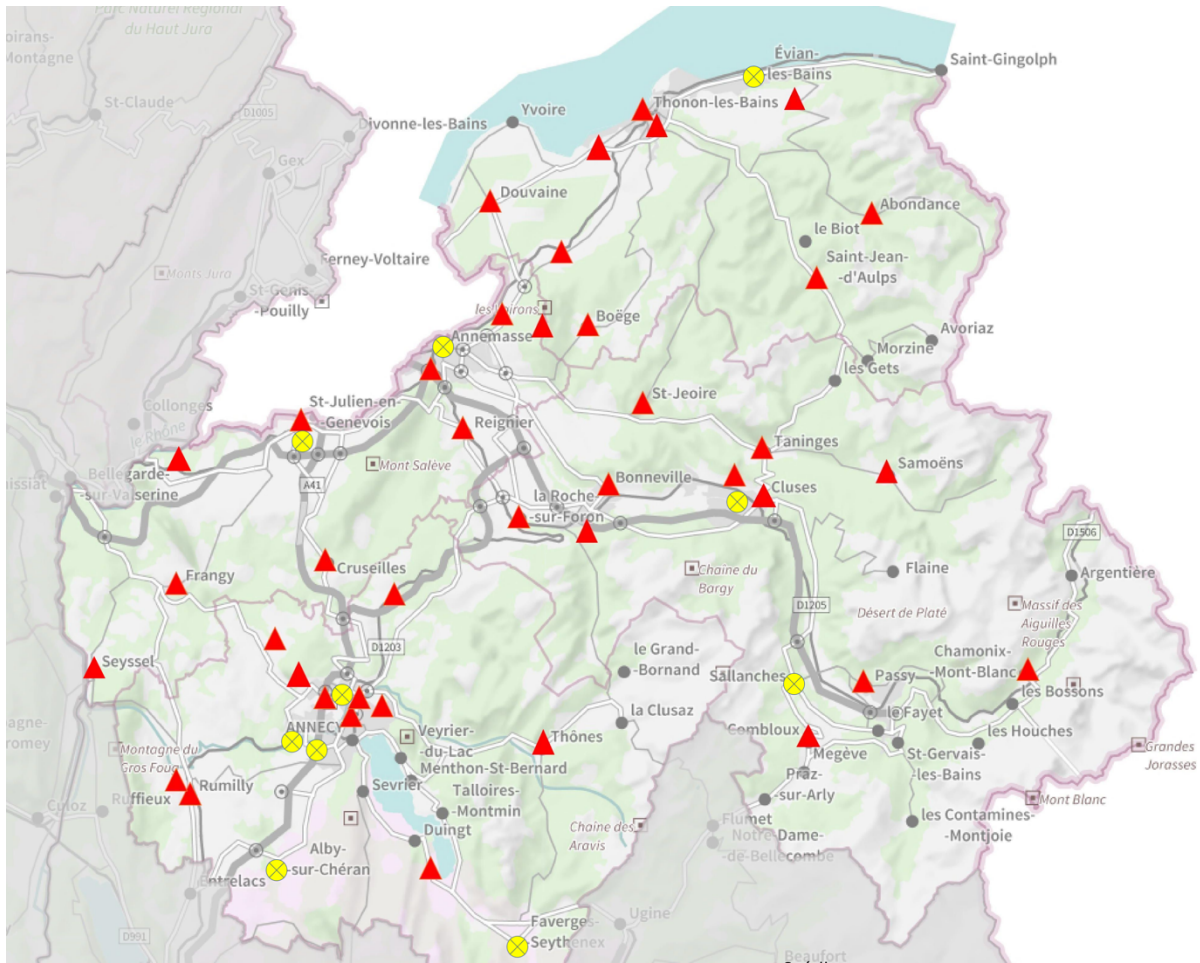 Parc Naturel Régional
du Haut Jura
oirans-
Montagne
Évian-
-les-Bains
Saint-Gingolph
St-Claude
D1005
Thonon-les-Bains
Yvoire
Divonne-les-Bains
Gex
Douvaine
Abondance
le Biot
Saint-Jean-
-d'Aulps
Ferney-Voltaire
Monts Jura
St-Genis-
-Pouilly
les Voirons
Boëge
Annemasse
Avoriaz
Morzine
les Gets
St-Jeoire
Collonges
St-Julien-en-
-Genevois
Reignier
le Rhône
Taninges
Mont Salève
Samoëns
Bellegarde-
-sur-Valserine
A41
Bonneville
Cluses
la Roche-
-sur-Foron
D1506
Cruseilles
Chaine du
Bargy
Flaine
Argentière
Frangy
D1205
Désert de Platé
Massif des
Aiguilles
Rouges
D1203
le Grand-
-Bornand
Chamonix-
-Mont-Blanc
Seyssel
Sallanches
Passy
les Bossons
la Clusaz
le Fayet
ANNECY
Veyrier-
-du-Lac
Combloux
les Houches
Thônes
Megève
St-Gervais-
-les-Bains
Grandes
Jorasses
Montagne du
Gros Foug
Menthon-St-Bernard
Praz-
-sur-Arly
Rumilly
Sevrier
Talloires-
-Montmin
Mont Blanc
Ruffieux
Culoz
Duingt
Chaine des
Aravis
Flumet
Notre-Dame-
-de-Bellecombe
les Contamines-
-Montjoie
Alby-
-sur-Chéran
Entrelacs
Faverges-
-Seythenex
Ugine
D991
Beaufort